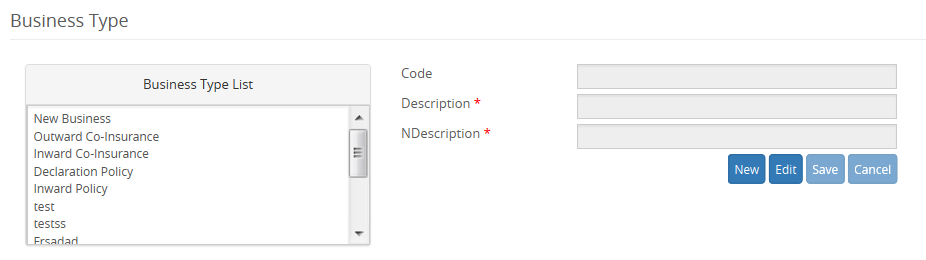 Business Type
Business Type List
New Business
Outward Co-Insurance
Inward Co-Insurance
Declaration Policy
Inward Policy
test
testss
Ersadad
Code
Description *
NDescription *
New Edit Save Cancel